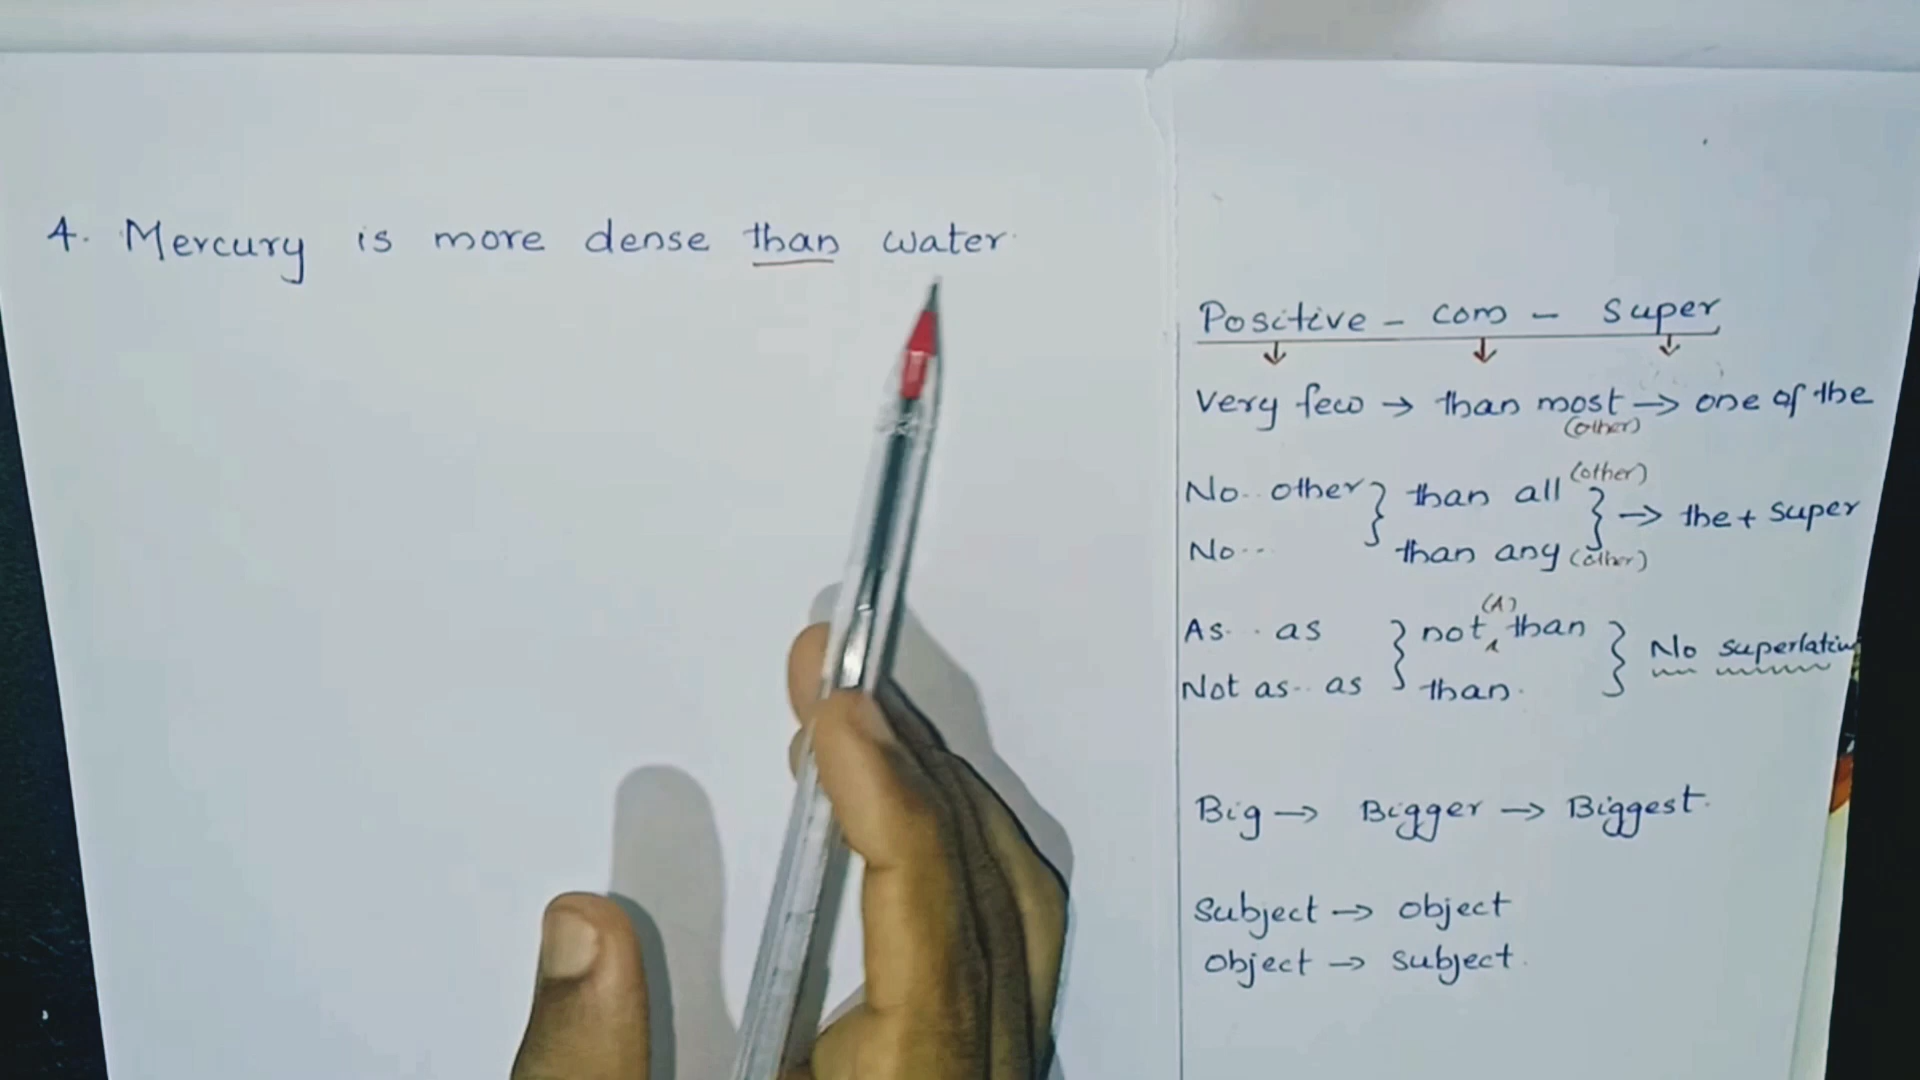 4. Mercury is more dense than water.
Positive - com - super
Very few → than most → one of the
(other)
No.. other } than all (other) } → the + super
No... than any (other)
As... as } not than } No superlative
(A)
Not as... as than.
Big → Bigger → Biggest.
Subject → object
object → subject.